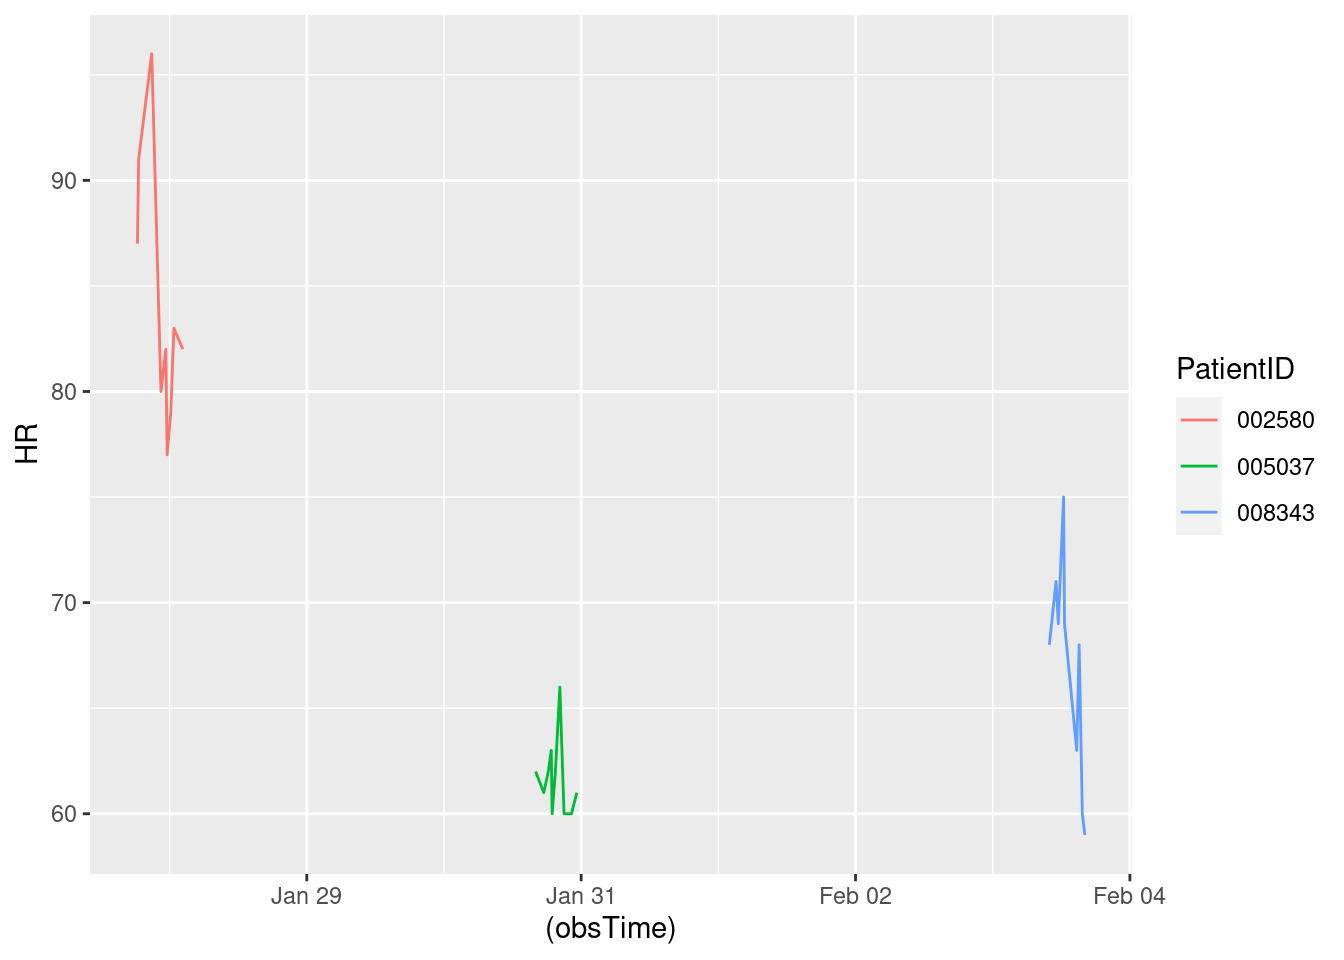 HR
90
80
70
60
Jan 29
Jan 31
Feb 02
Feb 04
(obsTime)
PatientID
002580
005037
008343